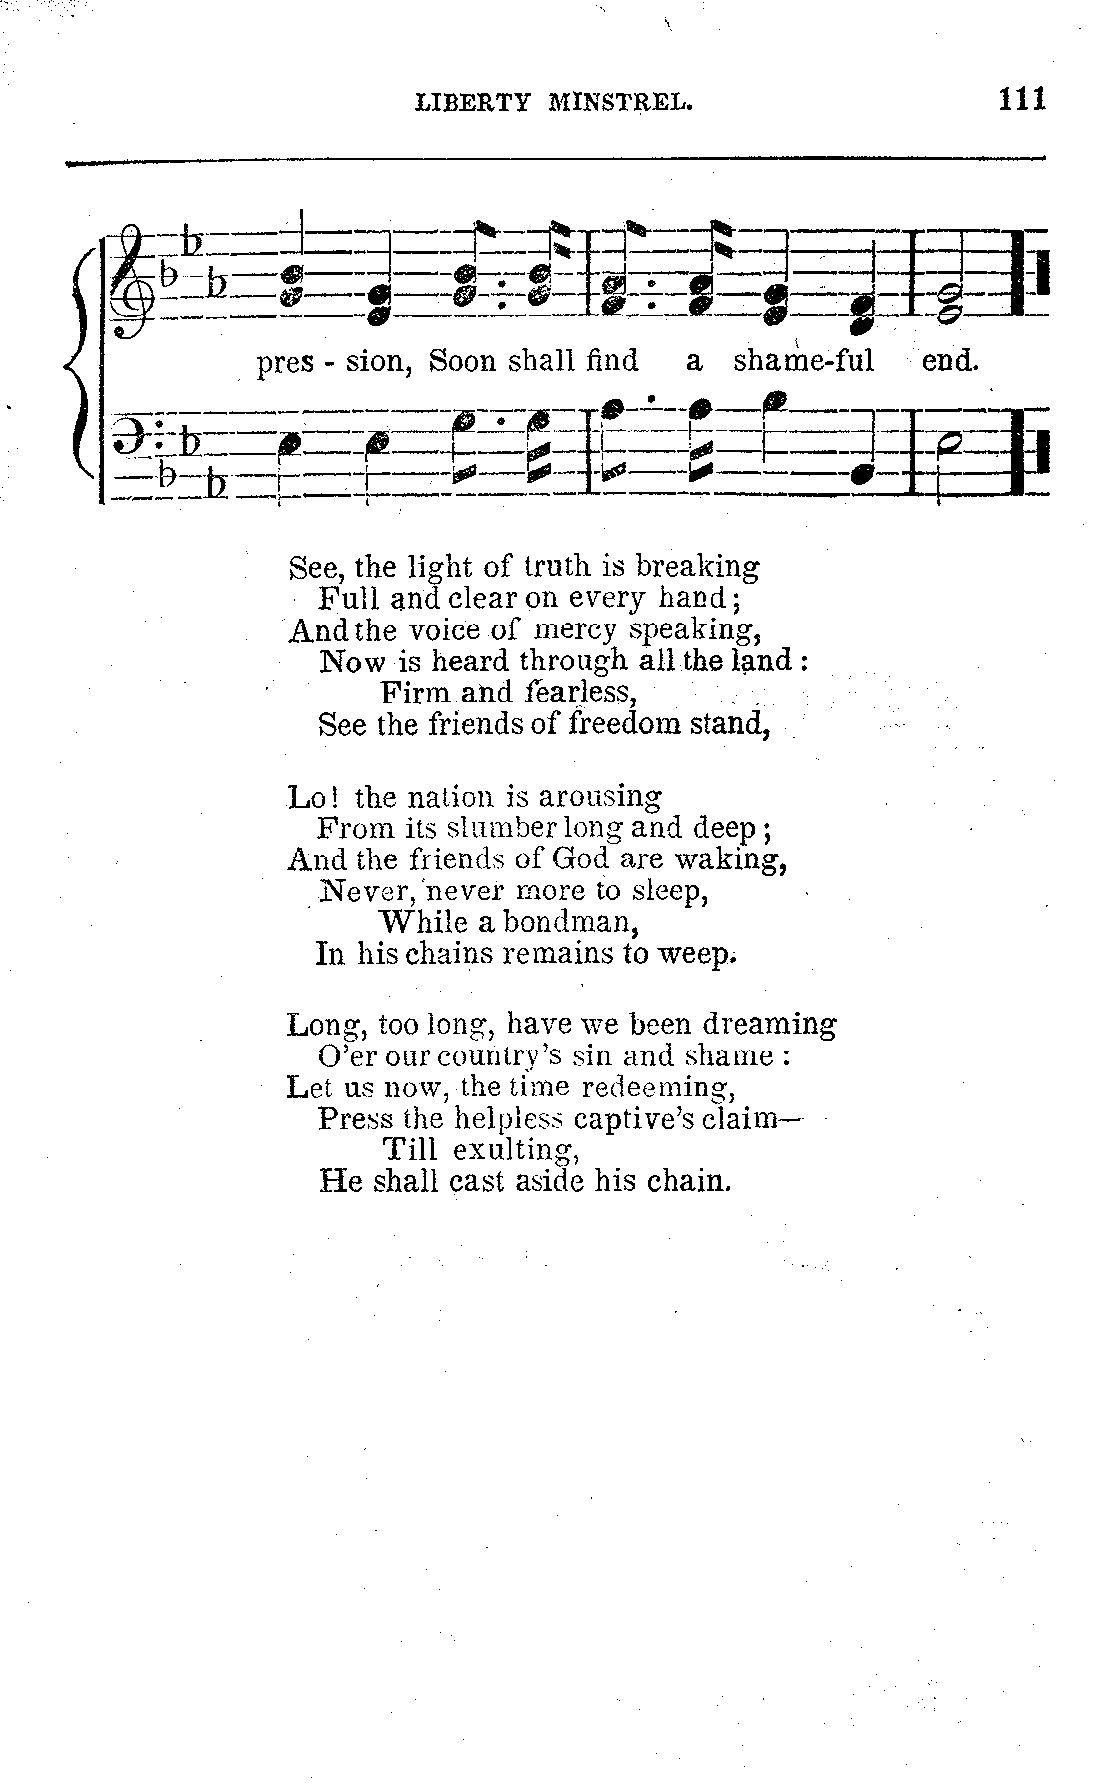 LIBERTY MINSTREL. 111
pres - sion, Soon shall find a shame-ful end.
See, the light of truth is breaking
Full and clear on every hand;
And the voice of mercy speaking,
Now is heard through all the land:
Firm and fearless,
See the friends of freedom stand,
Lo! the nation is arousing
From its slumber long and deep;
And the friends of God are waking,
Never, never more to sleep,
While a bondman,
In his chains remains to weep.
Long, too long, have we been dreaming
O'er our country's sin and shame:
Let us now, the time redeeming,
Press the helpless captive's claim—
Till exulting,
He shall cast aside his chain.